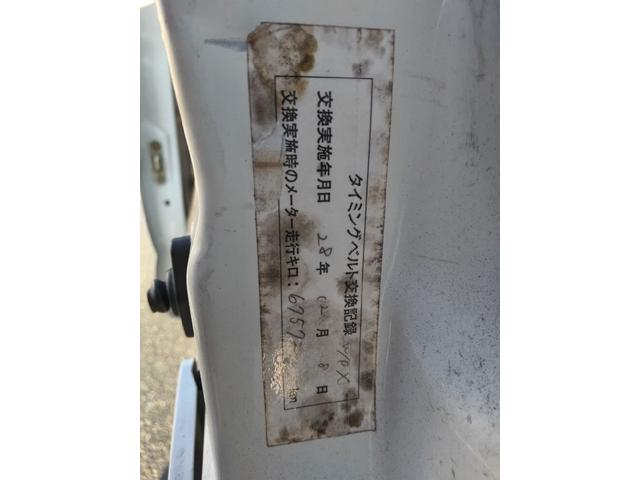 タイミングベルト交換記録 W/P X
交換実施年月日 28年 12月 8日
交換実施時のメーター走行キロ: 6757 km